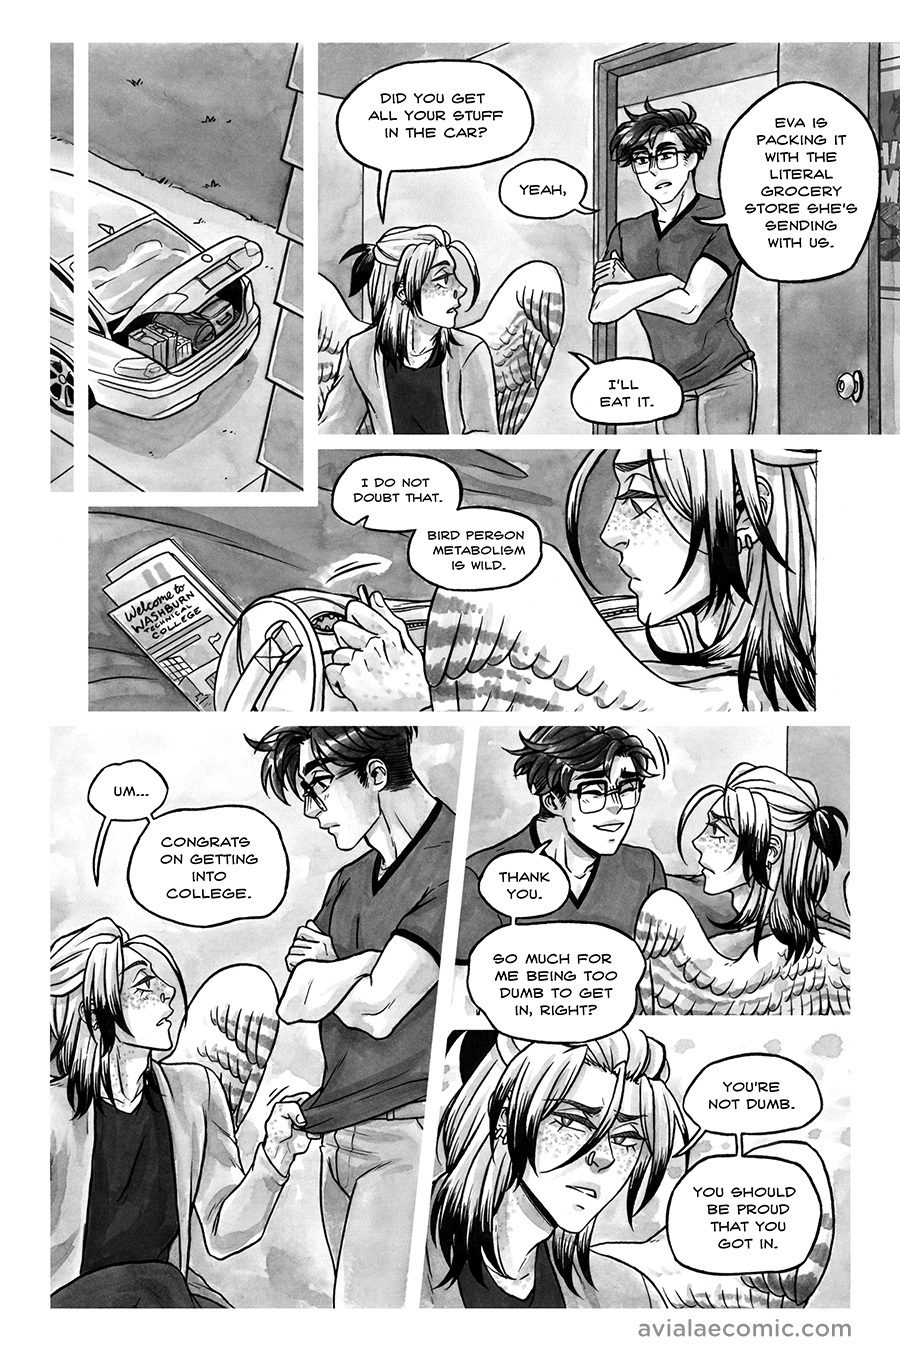 DID YOU GET
ALL YOUR STUFF
IN THE CAR?
YEAH,
EVA IS
PACKING IT
WITH THE
LITERAL
GROCERY
STORE SHE'S
SENDING
WITH US.
I'LL
EAT IT.
I DO NOT
DOUBT THAT.
BIRD PERSON
METABOLISM
IS WILD.
Welcome to
WASHBURN
TECHNICAL
COLLEGE
UM...
CONGRATS
ON GETTING
INTO
COLLEGE.
THANK
YOU.
SO MUCH FOR
ME BEING TOO
DUMB TO GET
IN, RIGHT?
YOU'RE
NOT DUMB.
YOU SHOULD
BE PROUD
THAT YOU
GOT IN.
avialaecomic.com